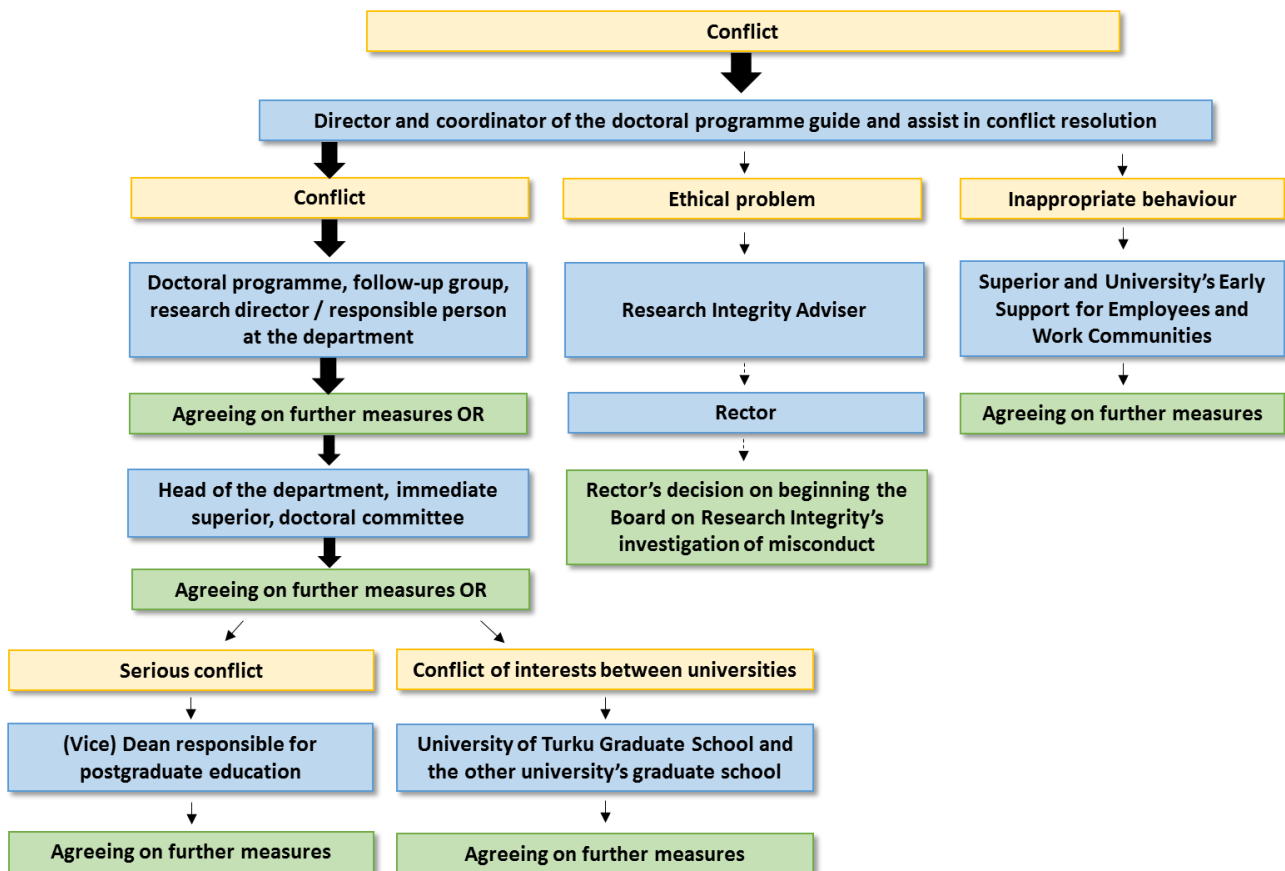 Conflict
Director and coordinator of the doctoral programme guide and assist in conflict resolution
Conflict
Ethical problem
Inappropriate behaviour
Doctoral programme, follow-up group,
research director / responsible person
at the department
Research Integrity Adviser
Superior and University's Early
Support for Employees and
Work Communities
Agreeing on further measures OR
Rector
Agreeing on further measures
Head of the department, immediate
superior, doctoral committee
Rector's decision on beginning the
Board on Research Integrity's
investigation of misconduct
Agreeing on further measures OR
Serious conflict
Conflict of interests between universities
(Vice) Dean responsible for
postgraduate education
University of Turku Graduate School and
the other university's graduate school
Agreeing on further measures
Agreeing on further measures